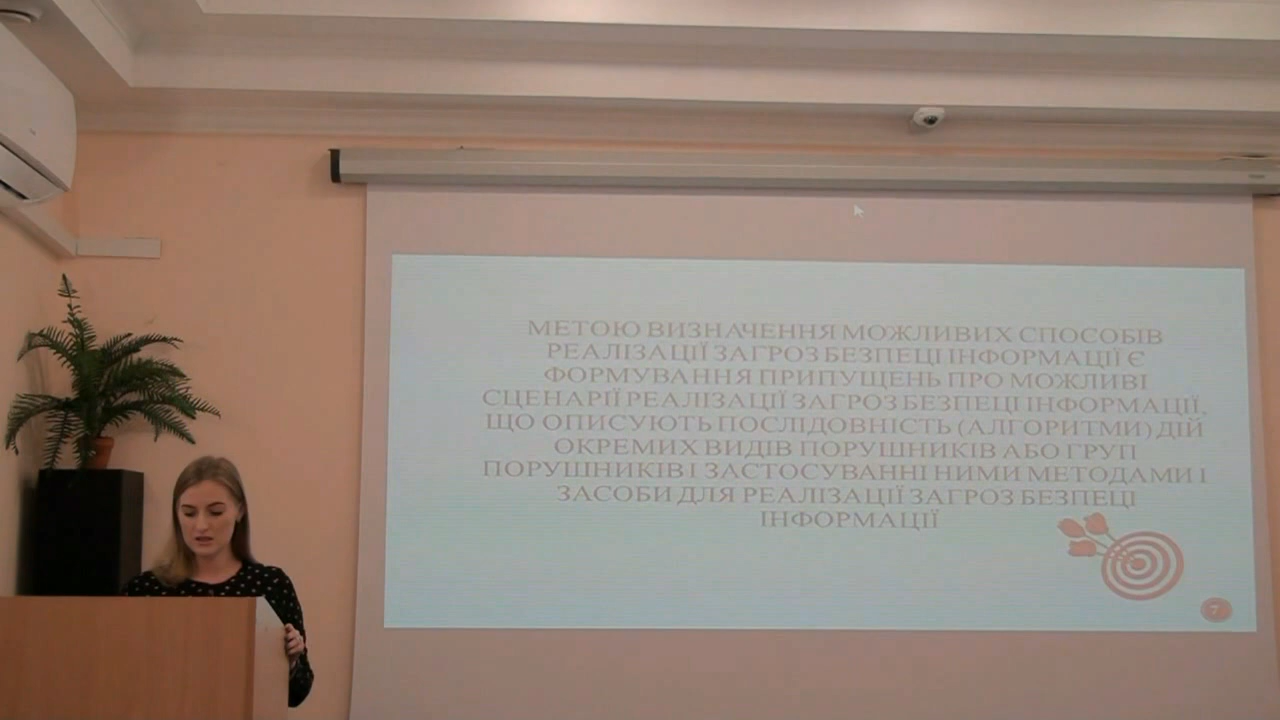 МЕТОЮ ВИЗНАЧЕННЯ МОЖЛИВИХ СПОСОБІВ
РЕАЛІЗАЦІЇ ЗАГРОЗ БЕЗПЕЦІ ІНФОРМАЦІЇ Є
ФОРМУВАННЯ ПРИПУЩЕНЬ ПРО МОЖЛИВІ
СЦЕНАРІЇ РЕАЛІЗАЦІЇ ЗАГРОЗ БЕЗПЕЦІ ІНФОРМАЦІЇ,
ЩО ОПИСУЮТЬ ПОСЛІДОВНІСТЬ (АЛГОРИТМИ) ДІЙ
ОКРЕМИХ ВИДІВ ПОРУШНИКІВ АБО ГРУП
ПОРУШНИКІВ І ЗАСТОСУВАННІ НИМИ МЕТОДАМИ І
ЗАСОБИ ДЛЯ РЕАЛІЗАЦІЇ ЗАГРОЗ БЕЗПЕЦІ
ІНФОРМАЦІЇ
7